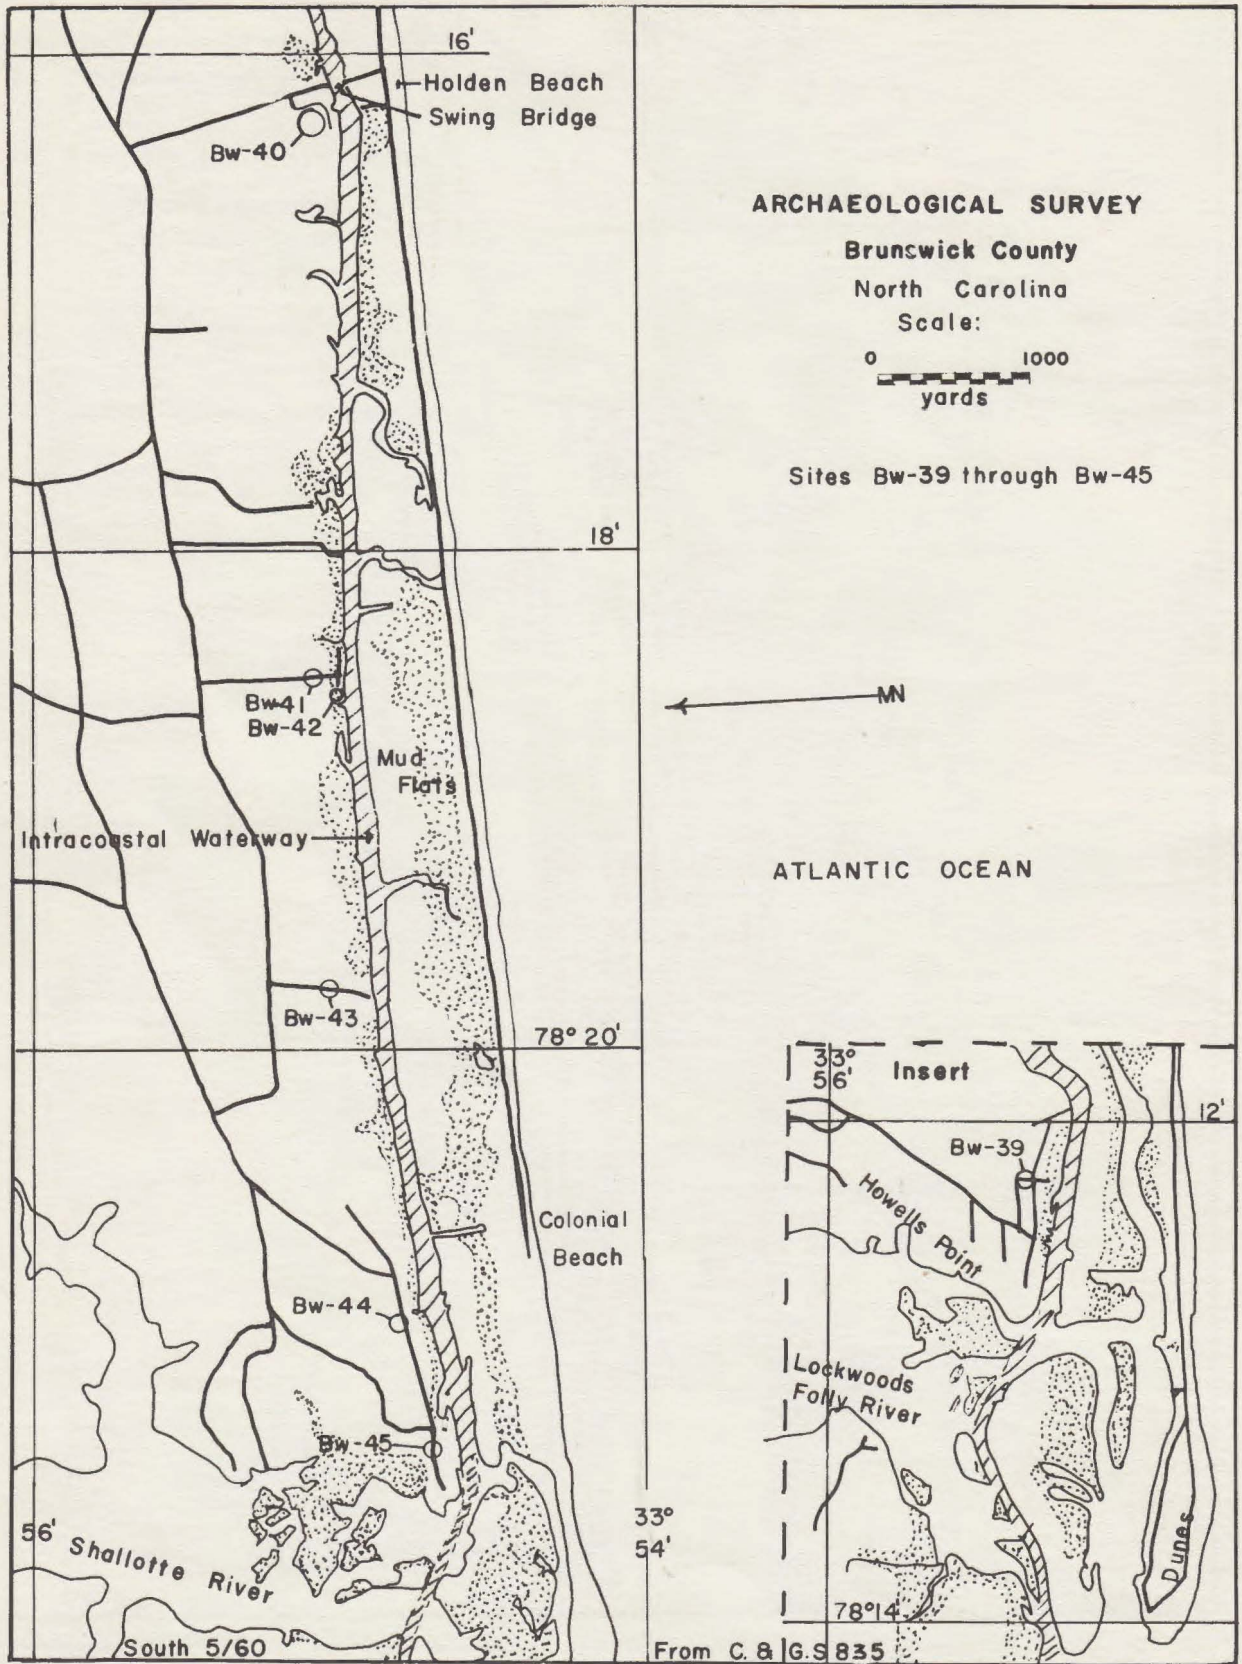 16'
Holden Beach
Swing Bridge
Bw-40
ARCHAEOLOGICAL SURVEY
Brunswick County
North Carolina
Scale:
0 1000
yards
Sites Bw-39 through Bw-45
18'
Bw-41
Bw-42
MN
Mud
Flats
Intracoastal Waterway
ATLANTIC OCEAN
Bw-43
78° 20'
33°
56'
Insert
12'
Bw-39
Howells Point
Colonial
Beach
Bw-44
Lockwoods
Folly River
Bw-45
33°
54'
56'
Shallotte River
Dunes
78° 14'
South 5/60
From C. & G.S 835